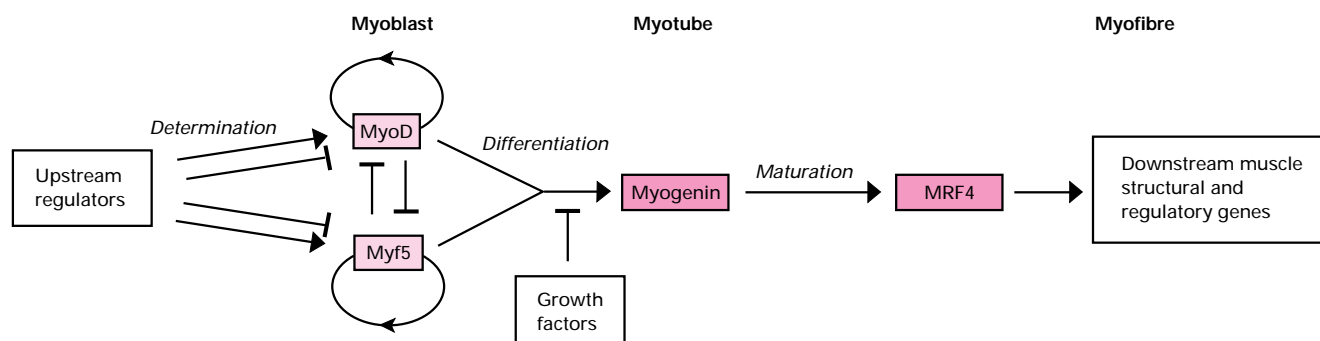 Myoblast
Myotube
Myofibre
Determination
MyoD
Differentiation
Upstream
regulators
Myogenin
Maturation
MRF4
Downstream muscle
structural and
regulatory genes
Myf5
Growth
factors